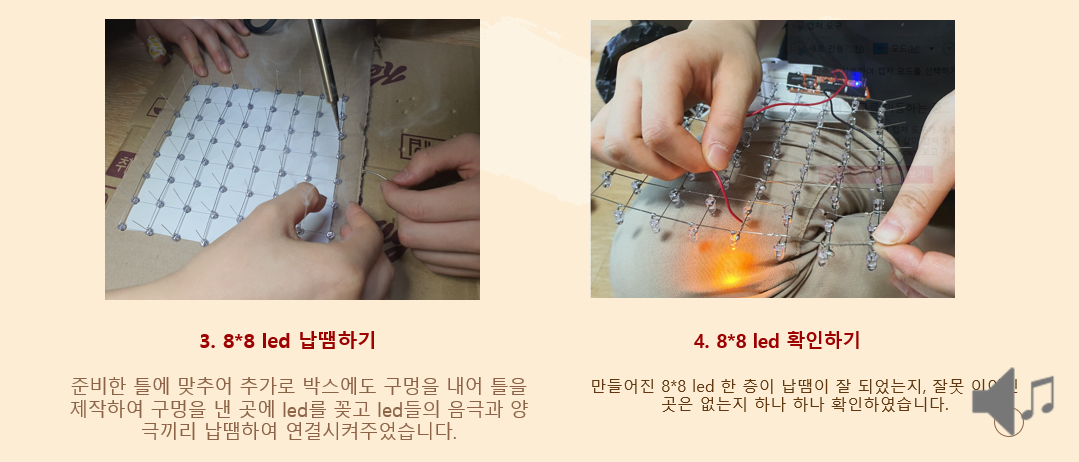 3. 8*8 led 납땜하기
준비한 틀에 맞추어 추가로 박스에도 구멍을 내어 틀을
제작하여 구멍을 낸 곳에 led를 꽂고 led들의 음극과 양
극끼리 납땜하여 연결시켜주었습니다.
4. 8*8 led 확인하기
만들어진 8*8 led 한 층이 납땜이 잘 되었는지, 잘못
곳은 없는지 하나 하나 확인하였습니다.